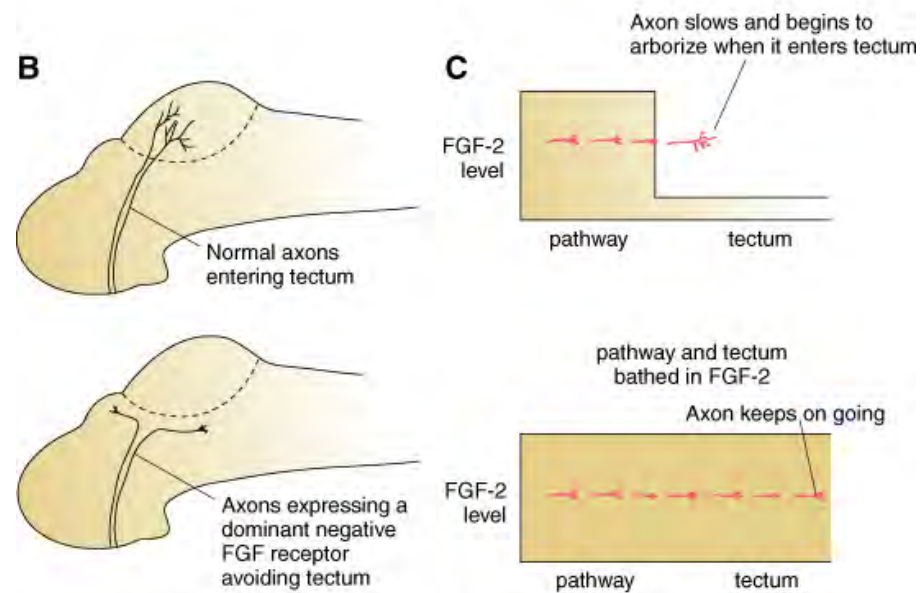 B
Normal axons
entering tectum
Axons expressing a
dominant negative
FGF receptor
avoiding tectum
C
Axon slows and begins to
arborize when it enters tectum
FGF-2
level
pathway
tectum
pathway and tectum
bathed in FGF-2
Axon keeps on going
FGF-2
level
pathway
tectum